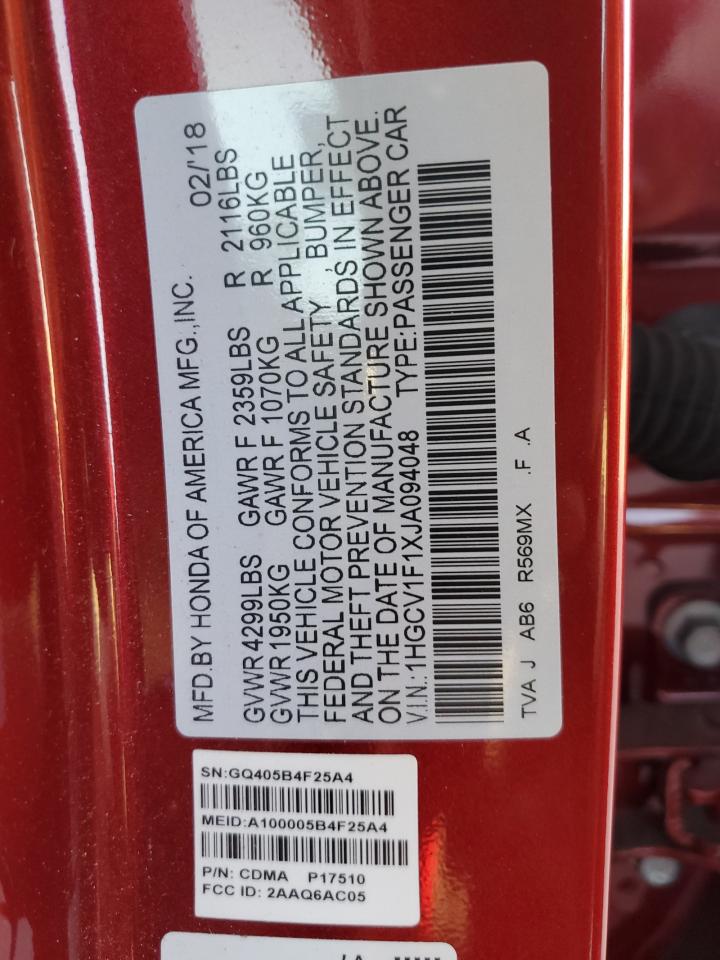 MFD.BY HONDA OF AMERICA MFG.,INC. 02/'18
GVWR4299LBS GAWR F 2359LBS R 2116LBS
GVWR1950KG GAWR F 1070KG R 960KG
THIS VEHICLE CONFORMS TO ALL APPLICABLE
FEDERAL MOTOR VEHICLE SAFETY, BUMPER,
AND THEFT PREVENTION STANDARDS IN EFFECT
ON THE DATE OF MANUFACTURE SHOWN ABOVE.
V.I.N.:1HGCV1F1XJA094048 TYPE:PASSENGER CAR
TVA J AB6 R569MX .F .A
SN:GQ405B4F25A4
MEID:A100005B4F25A4
P/N: CDMA P17510
FCC ID: 2AAQ6AC05